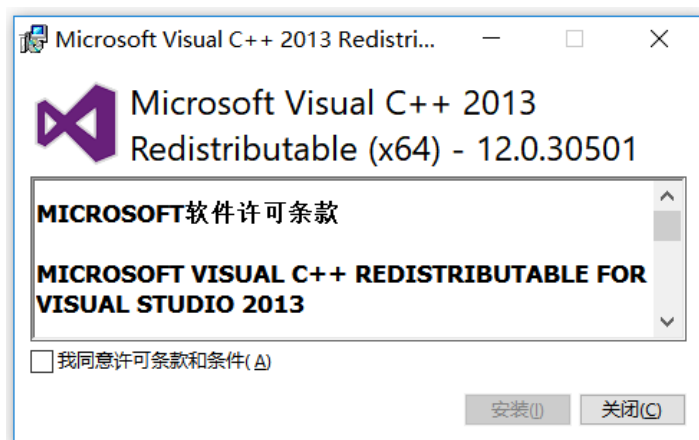 Microsoft Visual C++ 2013 Redistri...
Microsoft Visual C++ 2013
Redistributable (x64) - 12.0.30501
MICROSOFT软件许可条款
MICROSOFT VISUAL C++ REDISTRIBUTABLE FOR
VISUAL STUDIO 2013
我同意许可条款和条件(A)
安装(I) 关闭(C)